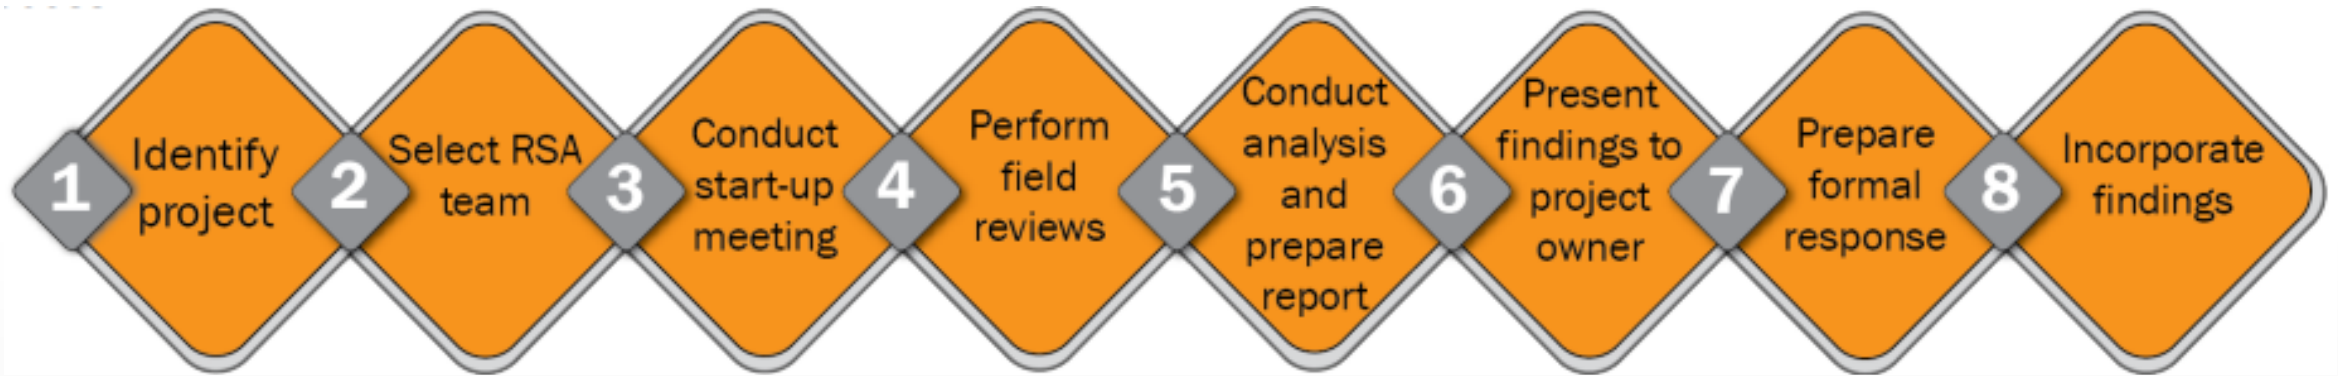 1
Identify
project
2
Select RSA
team
3
Conduct
start-up
meeting
4
Perform
field
reviews
5
Conduct
analysis
and
prepare
report
6
Present
findings to
project
owner
7
Prepare
formal
response
8
Incorporate
findings